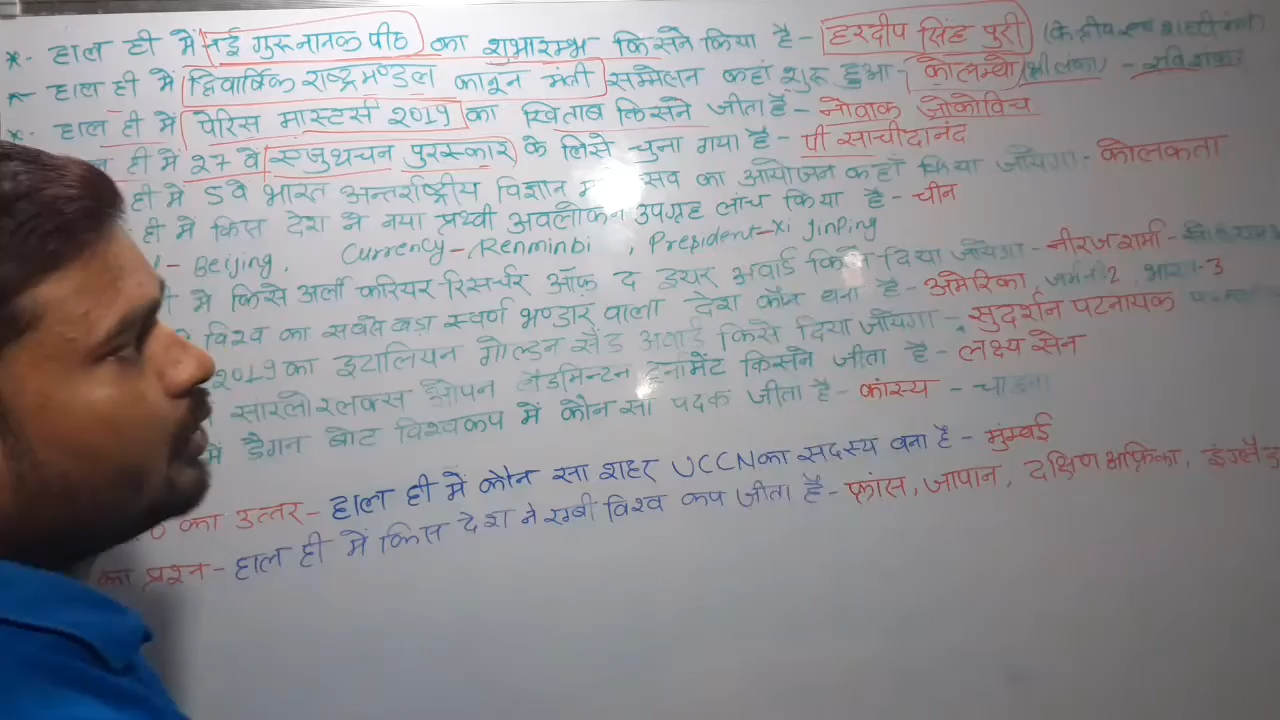 *- हाल ही में नई गुरुनानक पीठ का शुभारम्भ किसने किया है - हरदीप सिंह पुरी
*- हाल ही में द्विवार्षिक राष्ट्रमण्डल कानून मंत्री सम्मेलन कहां शुरू हुआ - कोलम्बो (श्रीलंका)
*- हाल ही में पेरिस मास्टर्स 2019 का खिताब किसने जीता है - नोवाक जोकोविच
ही में 27 वें एजुथचन पुरस्कार के लिसे चुना गया है - पी साचीदानंद
ही में 5वे भारत अन्तर्राष्ट्रीय विज्ञान सव का आयोजन कहाँ किया जायेगा - कोलकता
ही मे किस देश ने नया प्रथ्वी अवलोकन उपग्रह लांच किया है - चीन
- Beijing, Currency - Renminbi , President - Xi Jinping
मे किसे अर्ली करियर रिसर्चर ऑफ़ द इयर अवार्ड दिया जायेगा - नीरज शर्मा -
विश्व का सबसे बड़ा स्वर्ण भण्डार वाला देश कौन बना है - अमेरिका, 2, भारत-3
2019 का इटालियन गोल्डन सैंड अवार्ड किसे दिया जायेगा - सुदर्शन पटनायक
सारलोरलक्स ओपन बैडमिन्टन टूर्नामेंट किसने जीता है - लक्ष्य सेन
में ड्रैगन बोट विश्वकप में कौन सा पदक जीता है - कांस्य -
का उत्तर - हाल ही में कौन सा शहर UCCN का सदस्य बना है - मुंम्बई
का प्रश्न - हाल ही में किस देश ने रग्बी विश्व कप जीता है - फ्रांस, जापान, दक्षिण अफ्रिका, इंग्लैड